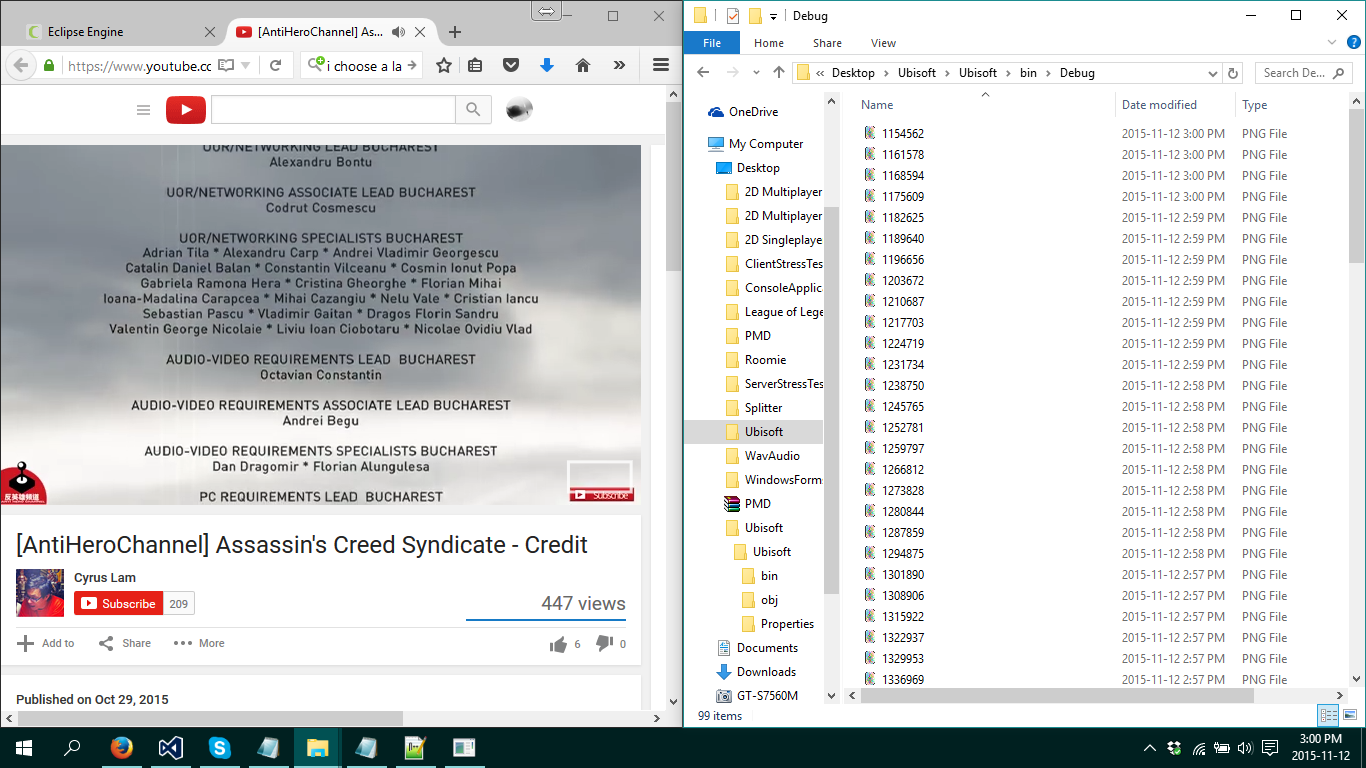 Eclipse Engine
[AntiHeroChannel] As...
https://www.youtube.cc
i choose a la
UOR/NETWORKING LEAD BUCHAREST
Alexandru Bontu
UOR/NETWORKING ASSOCIATE LEAD BUCHAREST
Codrut Cosmescu
UOR/NETWORKING SPECIALISTS BUCHAREST
Adrian Tila * Alexandru Carp * Andrei Vladimir Georgescu
Catalin Daniel Balan * Constantin Vilceanu * Cosmin Ionut Popa
Gabriela Ramona Hera * Cristina Gheorghe * Florian Mihai
Ioana-Madalina Carapcea * Mihai Cazangiu * Nelu Vale * Cristian Iancu
Sebastian Pascu * Vladimir Gaitan * Dragos Florin Sandru
Valentin George Nicolaie * Liviu Ioan Ciobotaru * Nicolae Ovidiu Vlad
AUDIO-VIDEO REQUIREMENTS LEAD BUCHAREST
Octavian Constantin
AUDIO-VIDEO REQUIREMENTS ASSOCIATE LEAD BUCHAREST
Andrei Begu
AUDIO-VIDEO REQUIREMENTS SPECIALISTS BUCHAREST
Dan Dragomir * Florian Alungulesa
PC REQUIREMENTS LEAD BUCHAREST
反英雄頻道
Subscribe
[AntiHeroChannel] Assassin's Creed Syndicate - Credit
Cyrus Lam
Subscribe 209
447 views
Add to Share More 6 0
Published on Oct 29, 2015
Debug
File Home Share View
« Desktop › Ubisoft › Ubisoft › bin › Debug
Search De...
OneDrive
My Computer
Desktop
2D Multiplayer
2D Multiplayer
2D Singleplaye
ClientStressTes
ConsoleApplic
League of Lege
PMD
Roomie
ServerStressTes
Splitter
Ubisoft
WavAudio
WindowsForm
PMD
Ubisoft
Ubisoft
bin
obj
Properties
Documents
Downloads
GT-S7560M
Name Date modified Type
1154562 2015-11-12 3:00 PM PNG File
1161578 2015-11-12 3:00 PM PNG File
1168594 2015-11-12 3:00 PM PNG File
1175609 2015-11-12 3:00 PM PNG File
1182625 2015-11-12 2:59 PM PNG File
1189640 2015-11-12 2:59 PM PNG File
1196656 2015-11-12 2:59 PM PNG File
1203672 2015-11-12 2:59 PM PNG File
1210687 2015-11-12 2:59 PM PNG File
1217703 2015-11-12 2:59 PM PNG File
1224719 2015-11-12 2:59 PM PNG File
1231734 2015-11-12 2:59 PM PNG File
1238750 2015-11-12 2:58 PM PNG File
1245765 2015-11-12 2:58 PM PNG File
1252781 2015-11-12 2:58 PM PNG File
1259797 2015-11-12 2:58 PM PNG File
1266812 2015-11-12 2:58 PM PNG File
1273828 2015-11-12 2:58 PM PNG File
1280844 2015-11-12 2:58 PM PNG File
1287859 2015-11-12 2:58 PM PNG File
1294875 2015-11-12 2:58 PM PNG File
1301890 2015-11-12 2:57 PM PNG File
1308906 2015-11-12 2:57 PM PNG File
1315922 2015-11-12 2:57 PM PNG File
1322937 2015-11-12 2:57 PM PNG File
1329953 2015-11-12 2:57 PM PNG File
1336969 2015-11-12 2:57 PM PNG File
99 items
3:00 PM
2015-11-12